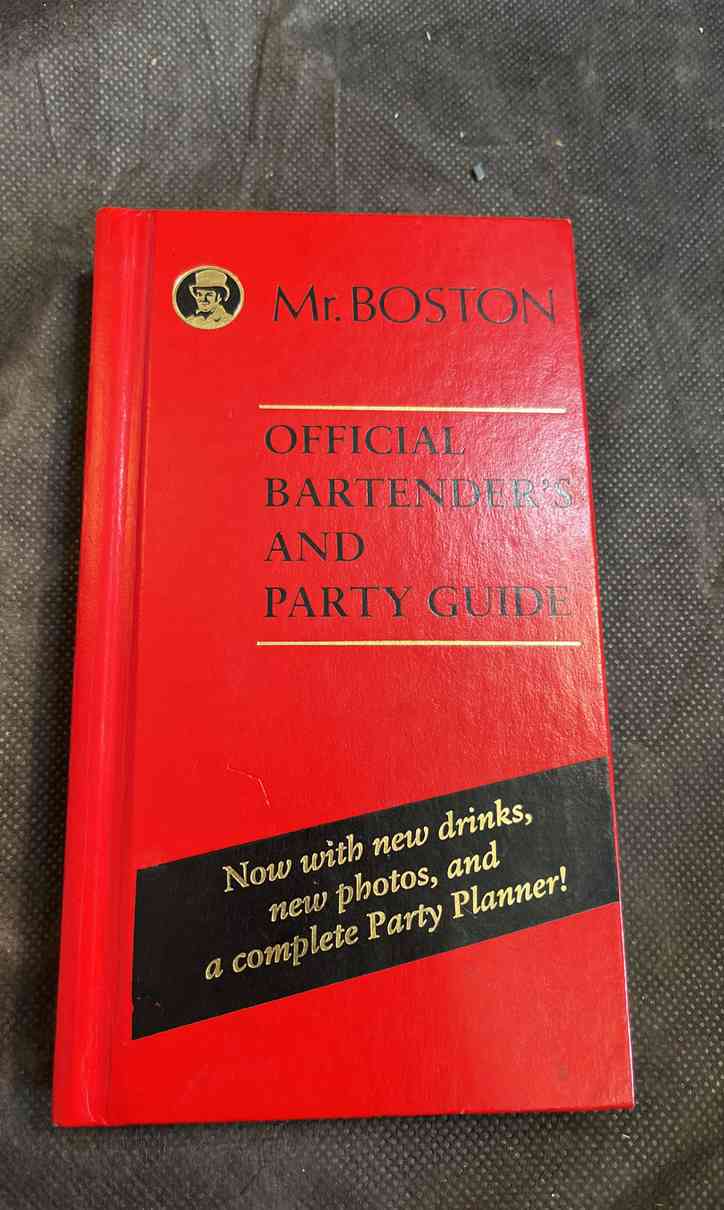 Mr. BOSTON
OFFICIAL
BARTENDER'S
AND
PARTY GUIDE
Now with new drinks,
new photos, and
a complete Party Planner!